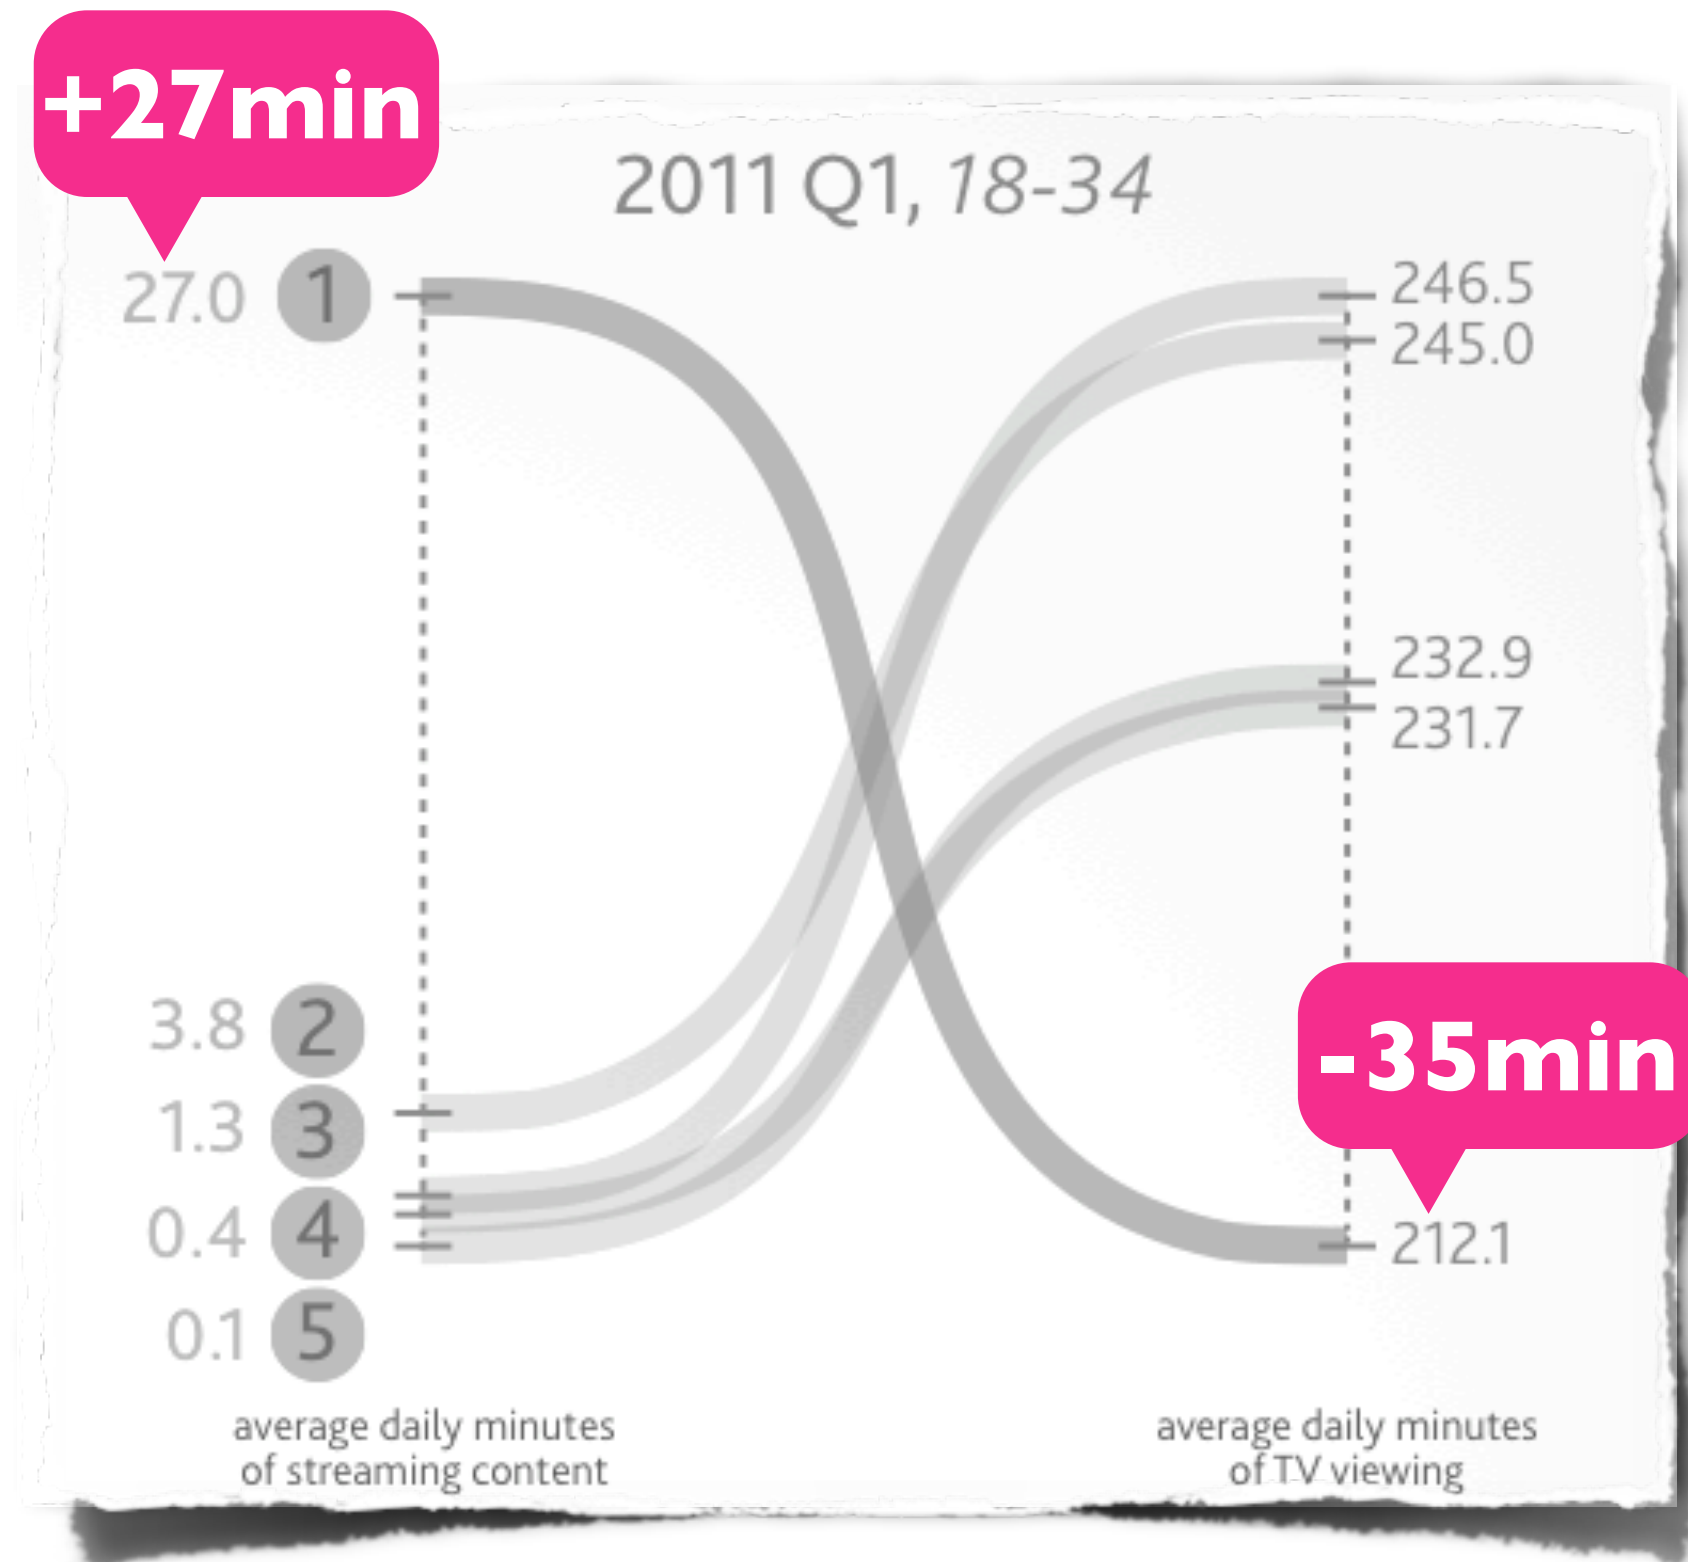 +27min
2011 Q1, 18-34
27.0 1
246.5
245.0
232.9
231.7
3.8 2
-35min
1.3 3
0.4 4
212.1
0.1 5
average daily minutes
of streaming content
average daily minutes
of TV viewing